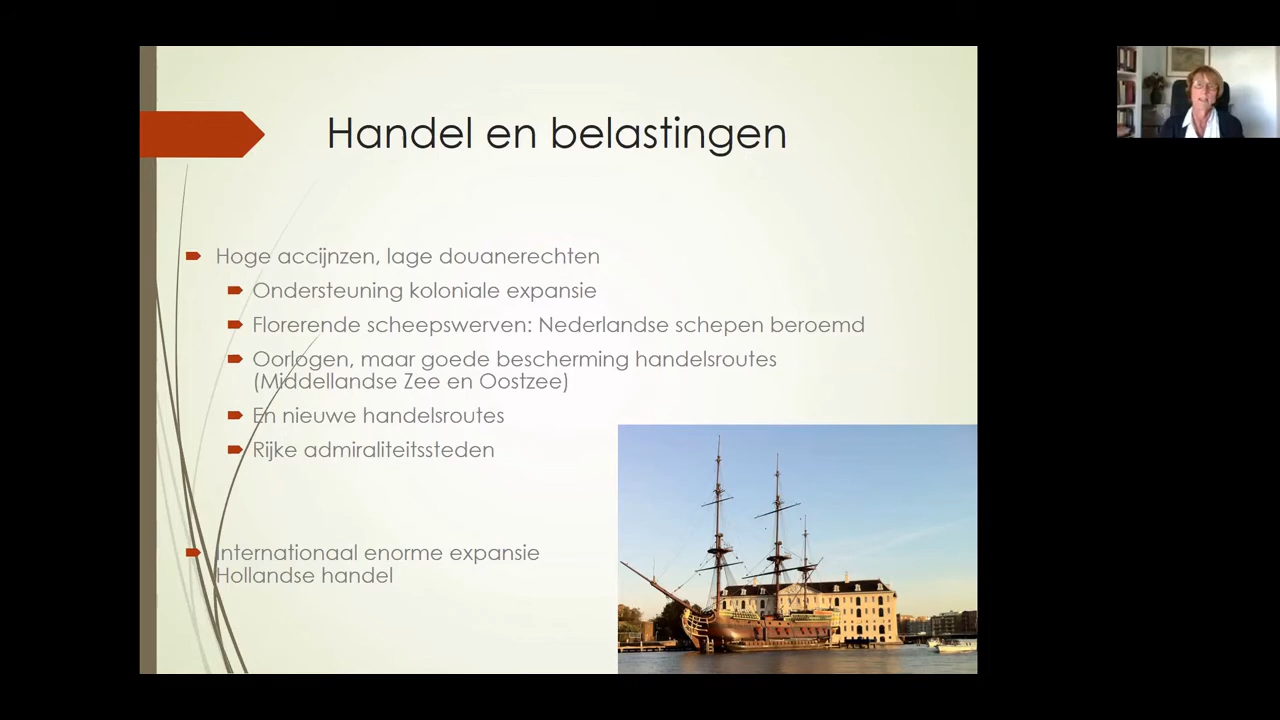 Handel en belastingen
Hoge accijnzen, lage douanerechten
Ondersteuning koloniale expansie
Florerende scheepswerven: Nederlandse schepen beroemd
Oorlogen, maar goede bescherming handelsroutes
(Middellandse Zee en Oostzee)
En nieuwe handelsroutes
Rijke admiraliteitssteden
Internationaal enorme expansie
Hollandse handel